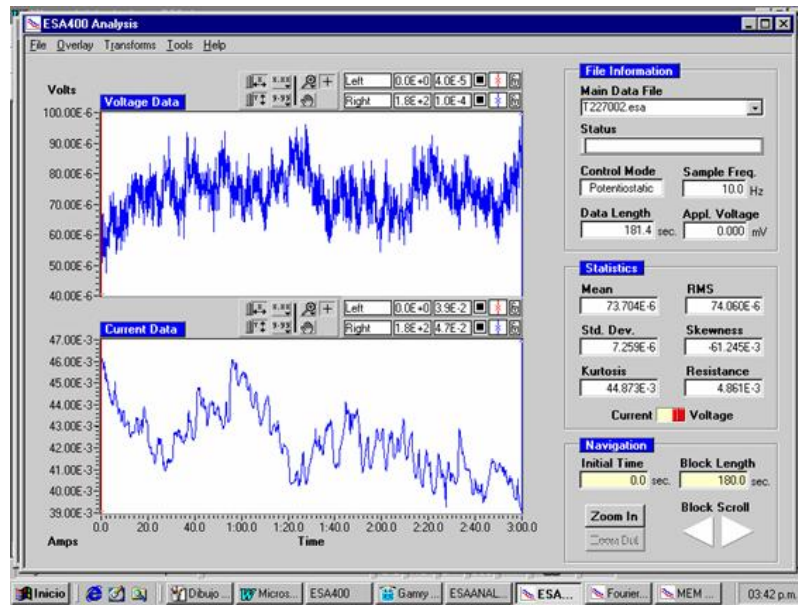 ESA400 Analysis
File Overlay Transforms Tools Help
Volts
Voltage Data
Left 0.0E+0 4.0E-5
Right 1.8E+2 1.0E-4
100.00E-6
90.00E-6
80.00E-6
70.00E-6
60.00E-6
50.00E-6
40.00E-6
Current Data
Left 0.0E+0 3.9E-2
Right 1.8E+2 4.7E-2
47.00E-3
46.00E-3
45.00E-3
44.00E-3
43.00E-3
42.00E-3
41.00E-3
40.00E-3
39.00E-3
0.0 20.0 40.0 1:00.0 1:20.0 1:40.0 2:00.0 2:20.0 2:40.0 3:00.0
Amps
Time
File Information
Main Data File
T227002.esa
Status
Control Mode Sample Freq.
Potentiostatic 10.0 Hz
Data Length Appl. Voltage
181.4 sec. 0.000 mV
Statistics
Mean RMS
73.704E-6 74.060E-6
Std. Dev. Skewness
7.259E-6 -61.245E-3
Kurtosis Resistance
44.873E-3 4.861E-3
Current Voltage
Navigation
Initial Time Block Length
0.0 sec. 180.0 sec.
Zoom In Block Scroll
Zoom Out
Inicio Dibujo ... Micros... ESA400 Gamry ... ESAANAL... ESA... Fourier... MEM ... 03:42 p.m.